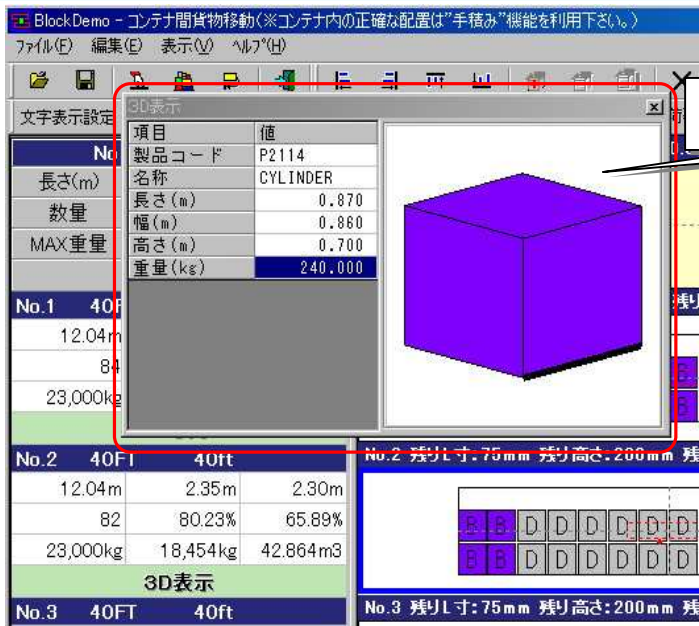 BlockDemo - コンテナ間貨物移動(※コンテナ内の正確な配置は"手積み"機能を利用下さい。)
ファイル(F) 編集(E) 表示(V) ヘルプ(H)
文字表示設定
3D表示
項目 値
製品コード P2114
名称 CYLINDER
長さ(m) 0.870
幅(m) 0.860
高さ(m) 0.700
重量(kg) 240.000
No
長さ(m)
数量
MAX重量
No.1 40F
12.04m
84
23,000kg
残り
B
B
No.2 40FT 40ft
12.04m 2.35m 2.30m
82 80.23% 65.89%
23,000kg 18,454kg 42.864m3
3D表示
No.2 残りL寸:75mm 残り高さ:200mm 残
B B D D D D D D
B B D D D D D D
No.3 40FT 40ft
No.3 残りL寸:75mm 残り高さ:200mm 残